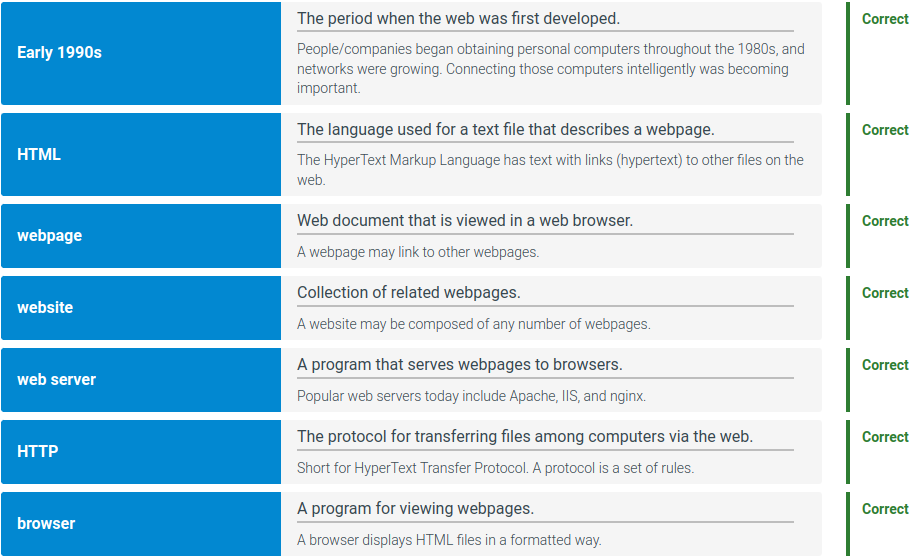 Early 1990s
The period when the web was first developed.
People/companies began obtaining personal computers throughout the 1980s, and
networks were growing. Connecting those computers intelligently was becoming
important.
Correct
HTML
The language used for a text file that describes a webpage.
The HyperText Markup Language has text with links (hypertext) to other files on the
web.
Correct
webpage
Web document that is viewed in a web browser.
A webpage may link to other webpages.
Correct
website
Collection of related webpages.
A website may be composed of any number of webpages.
Correct
web server
A program that serves webpages to browsers.
Popular web servers today include Apache, IIS, and nginx.
Correct
HTTP
The protocol for transferring files among computers via the web.
Short for HyperText Transfer Protocol. A protocol is a set of rules.
Correct
browser
A program for viewing webpages.
A browser displays HTML files in a formatted way.
Correct